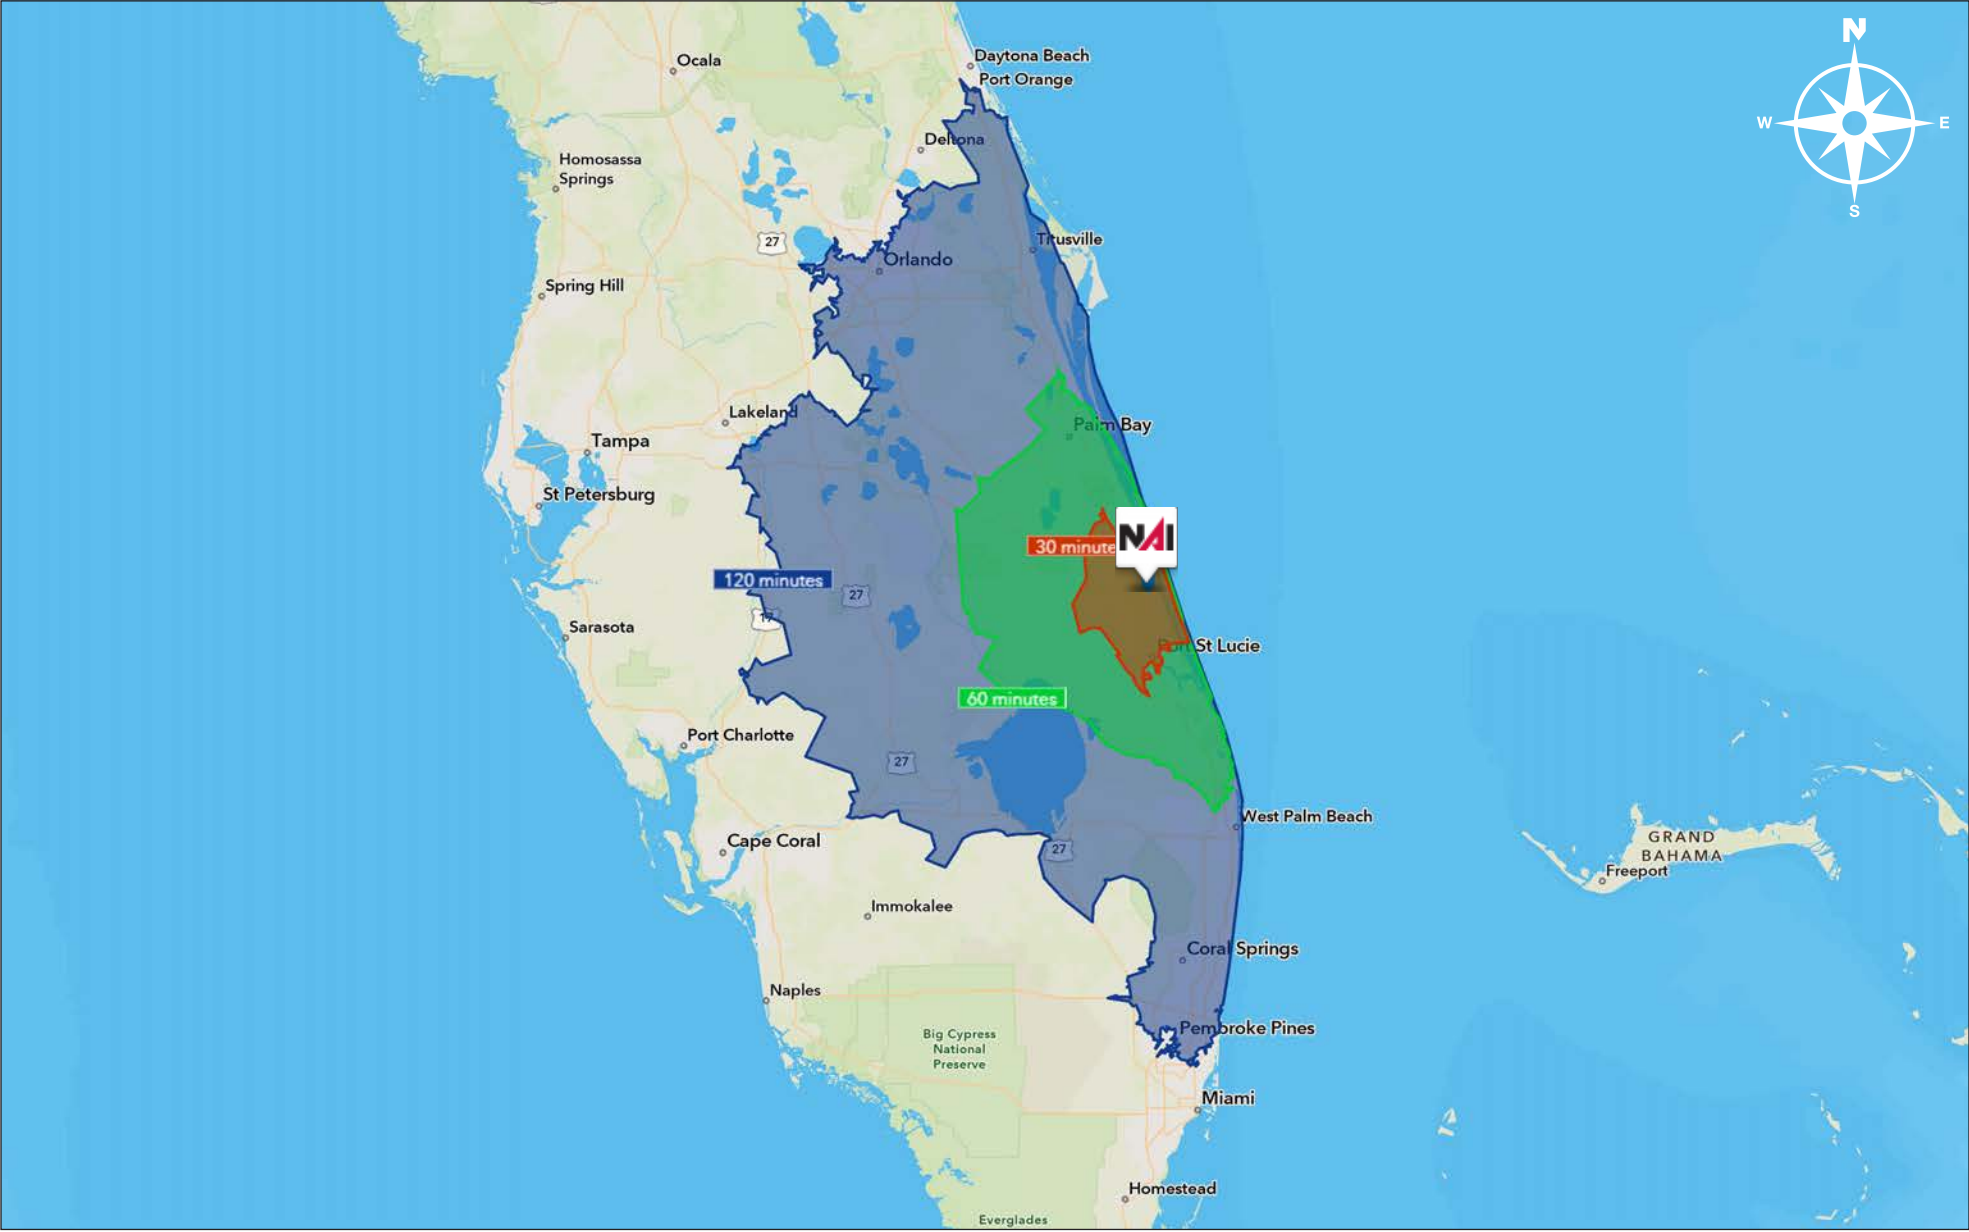 N
Daytona Beach
Ocala
Port Orange
W
E
Deltona
Homosassa
Springs
S
27
Titusville
Orlando
Spring Hill
Lakeland
Palm Bay
Tampa
St Petersburg
NAI
30 minute
120 minutes
27
17
Sarasota
Port St Lucie
60 minutes
Port Charlotte
27
West Palm Beach
Cape Coral
GRAND
BAHAMA
27
Freeport
Immokalee
Coral Springs
Naples
Pembroke Pines
Big Cypress
National
Preserve
Miami
Homestead
Everglades